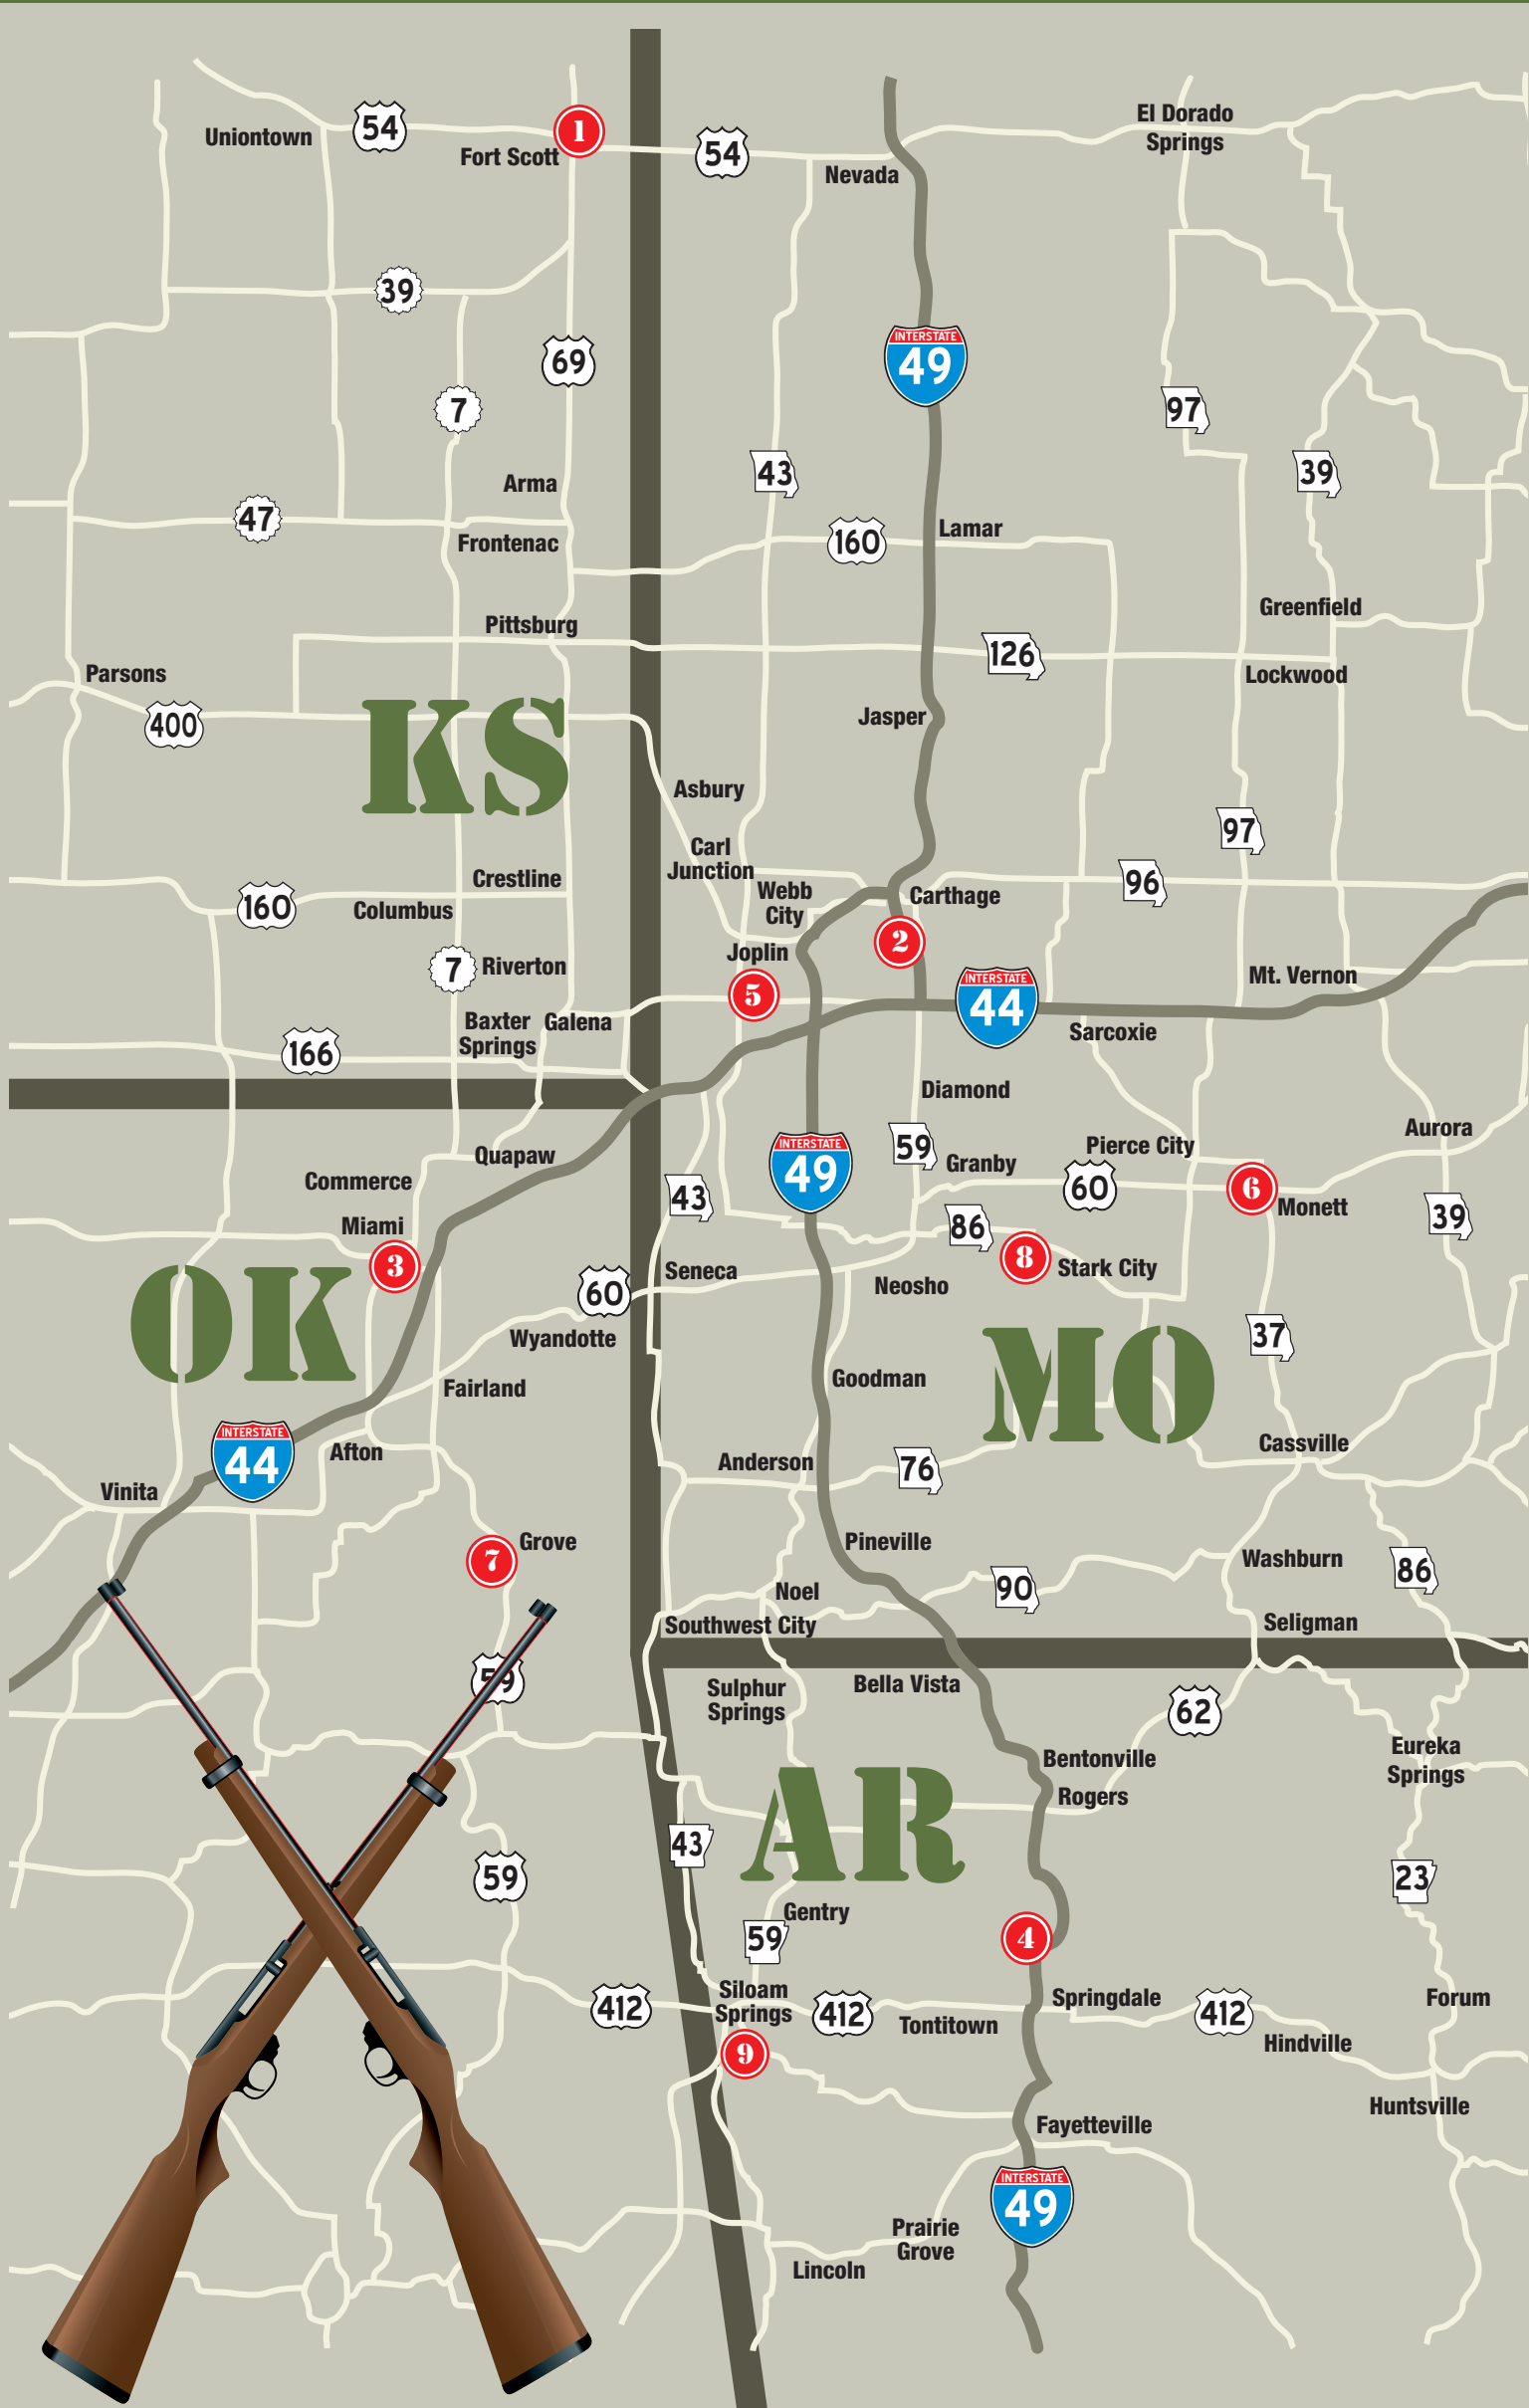 El Dorado
Springs
54
1
Uniontown
54
Fort Scott
Nevada
39
INTERSTATE
49
69
7
97
43
39
Arma
47
Lamar
160
Frontenac
Greenfield
Pittsburg
126
Parsons
Lockwood
400
Jasper
KS
Asbury
97
Carl
Junction
Crestline
96
Webb
City
Carthage
160
Columbus
2
Joplin
7
Riverton
Mt. Vernon
5
INTERSTATE
44
Baxter
Springs
Galena
Sarcoxie
166
Diamond
Aurora
59
Pierce City
Quapaw
INTERSTATE
49
Granby
Commerce
60
6
43
Monett
39
Miami
86
3
8
Stark City
Seneca
OK
60
Neosho
Wyandotte
37
MO
Goodman
Fairland
INTERSTATE
44
Afton
Cassville
Anderson
76
Vinita
Grove
7
Pineville
Washburn
86
Noel
90
Southwest City
Seligman
59
Sulphur
Springs
Bella Vista
62
Bentonville
Eureka
Springs
Rogers
AR
43
59
23
Gentry
59
4
Siloam
Springs
412
412
Springdale
412
Forum
Tontitown
Hindville
9
Huntsville
Fayetteville
INTERSTATE
49
Prairie
Grove
Lincoln